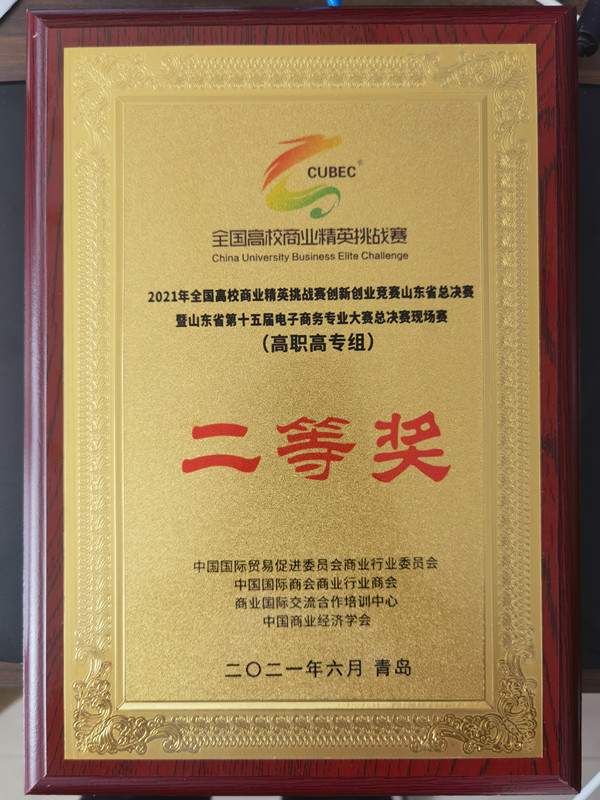 CUBEC®
全国高校商业精英挑战赛
China University Business Elite Challenge
2021年全国高校商业精英挑战赛创新创业竞赛山东省总决赛
暨山东省第十五届电子商务专业大赛总决赛现场赛
（高职高专组）
二等奖
中国国际贸易促进委员会商业行业委员会
中国国际商会商业行业商会
商业国际交流合作培训中心
中国商业经济学会
二〇二一年六月 青岛